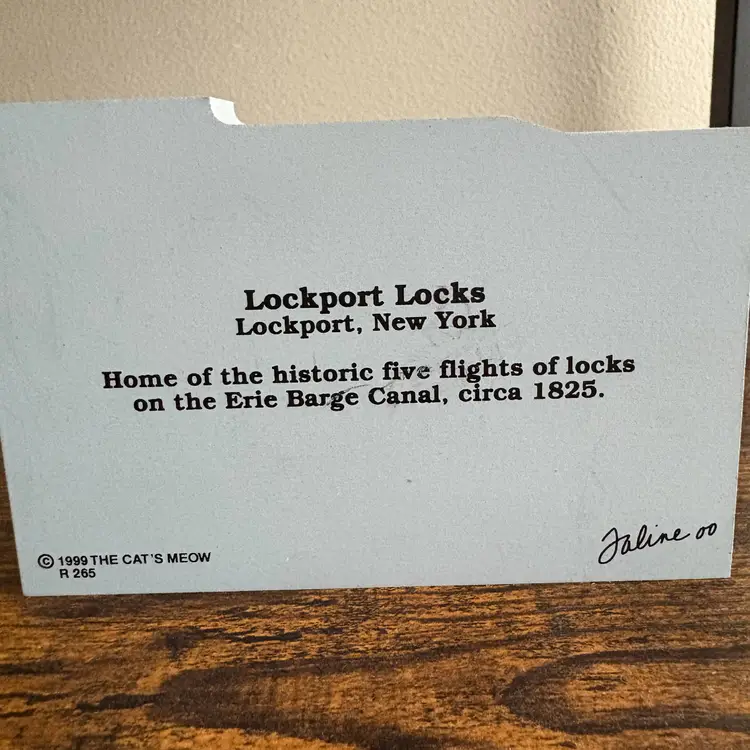 Lockport Locks
Lockport, New York
Home of the historic five flights of locks
on the Erie Barge Canal, circa 1825.
Faline 00
© 1999 THE CAT'S MEOW
R 265